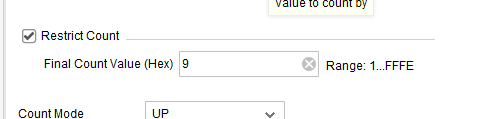 Value to count by
Restrict Count
Final Count Value (Hex) 9 Range: 1...FFFE
Count Mode UP